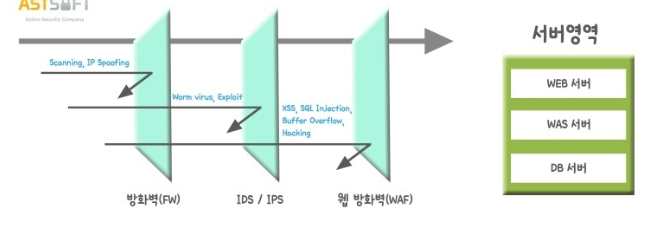 ASTSOFT
Active Security Company
서버영역
Scanning, IP Spoofing
Worm virus, Exploit
XSS, SQL Injection,
Buffer Overflow,
Hacking
WEB 서버
WAS 서버
DB 서버
방화벽(FW)
IDS / IPS
웹 방화벽(WAF)